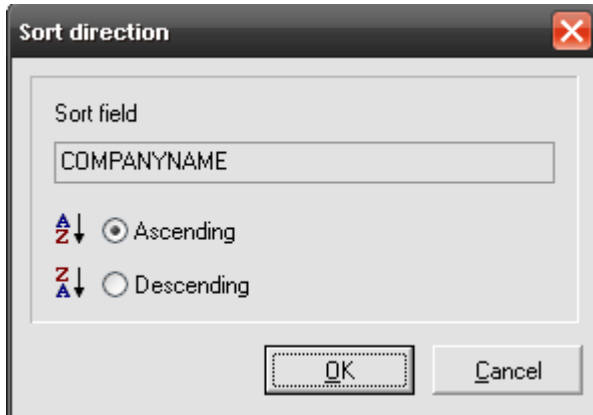 Sort direction
Sort field
COMPANYNAME
A
Z Ascending
Z
A Descending
OK Cancel